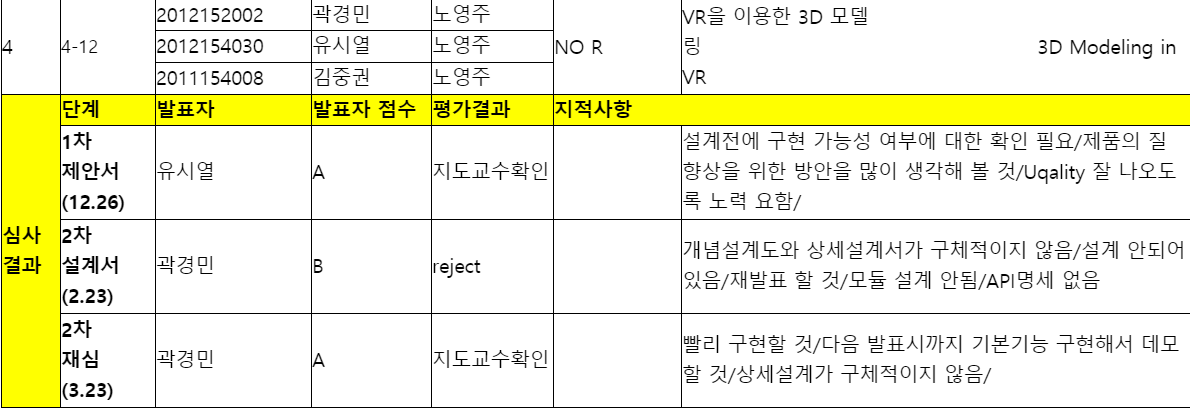 4 4-12 2012152002 곽경민 노영주 NO R VR을 이용한 3D 모델
2012154030 유시열 노영주 링 3D Modeling in
2011154008 김중권 노영주 VR
단계 발표자 발표자 점수 평가결과 지적사항
심사
결과
1차
제안서
(12.26)
유시열 A 지도교수확인
설계전에 구현 가능성 여부에 대한 확인 필요/제품의 질
향상을 위한 방안을 많이 생각해 볼 것/Uqality 잘 나오도
록 노력 요함/
2차
설계서
(2.23)
곽경민 B reject
개념설계도와 상세설계서가 구체적이지 않음/설계 안되어
있음/재발표 할 것/모듈 설계 안됨/API명세 없음
2차
재심
(3.23)
곽경민 A 지도교수확인
빨리 구현할 것/다음 발표시까지 기본기능 구현해서 데모
할 것/상세설계가 구체적이지 않음/